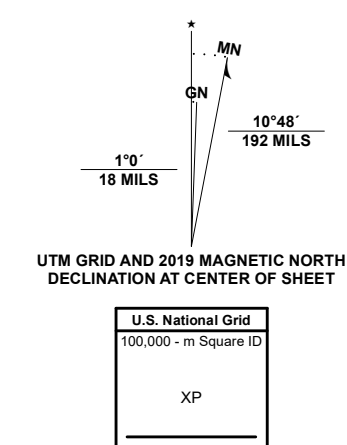 ★
MN
GN
10°48´
192 MILS
1°0´
18 MILS
UTM GRID AND 2019 MAGNETIC NORTH
DECLINATION AT CENTER OF SHEET
U.S. National Grid
100,000 - m Square ID
XP